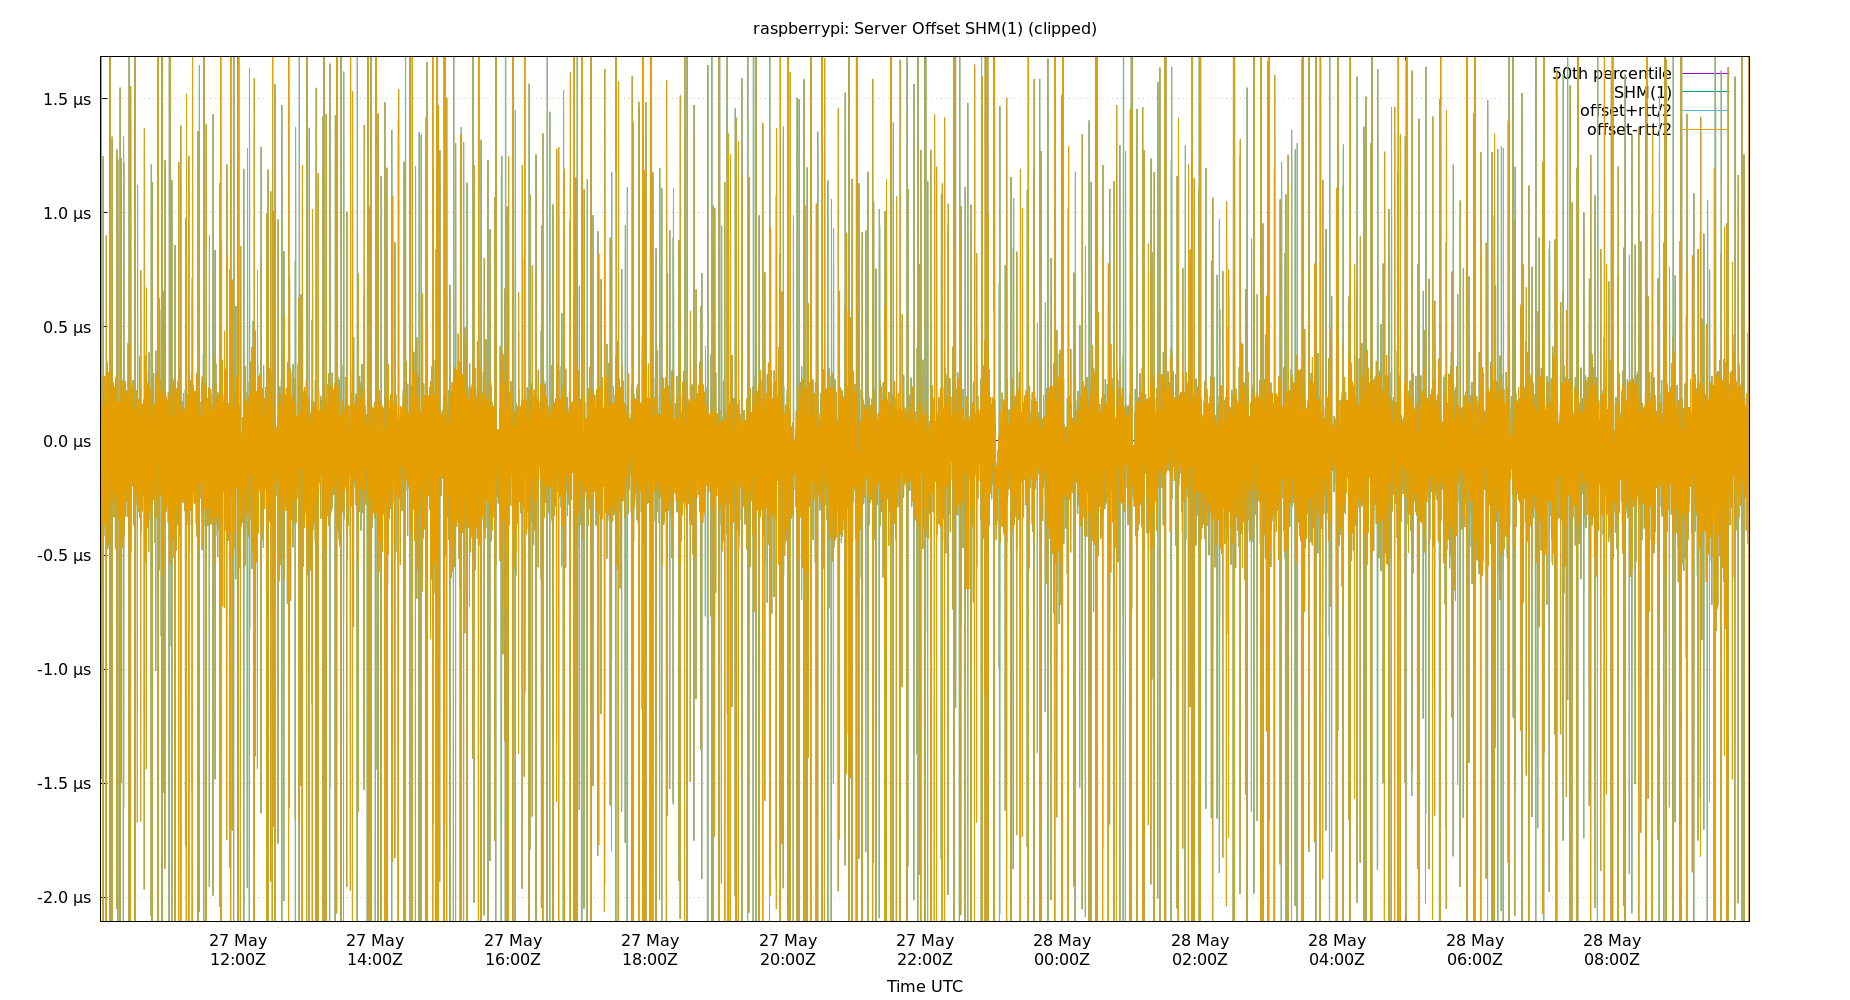 raspberrypi: Server Offset SHM(1) (clipped)
50th percentile
SHM(1)
offset+rtt/2
offset-rtt/2
1.5 µs
1.0 µs
0.5 µs
0.0 µs
-0.5 µs
-1.0 µs
-1.5 µs
-2.0 µs
27 May 27 May 27 May 27 May 27 May 27 May 28 May 28 May 28 May 28 May 28 May
12:00Z 14:00Z 16:00Z 18:00Z 20:00Z 22:00Z 00:00Z 02:00Z 04:00Z 06:00Z 08:00Z
Time UTC